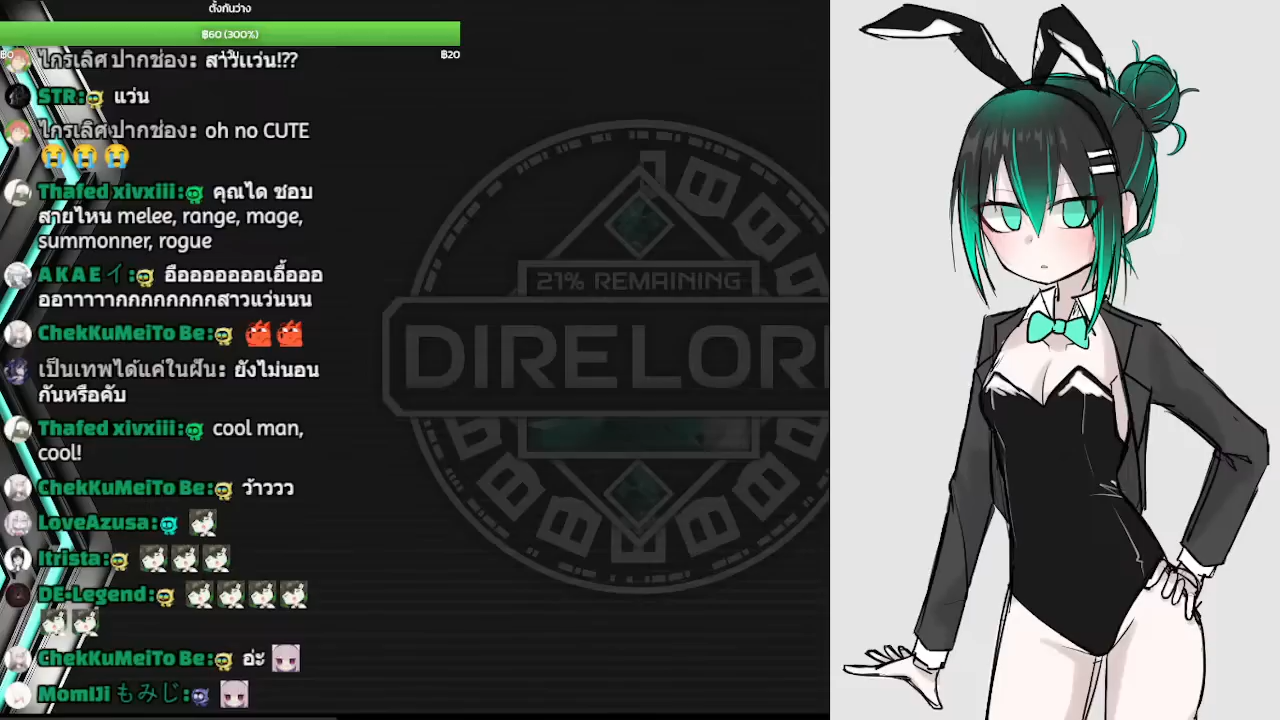 ตั้งกันว่าง
฿60 (300%)
฿0
฿20
ไกรเลิศ ปากช่อง: สาวแว่น!??
STR: แว่น
ไกรเลิศ ปากช่อง: oh no CUTE
Thafed xivxiii: คุณได ชอบ
สายไหน melee, range, mage,
summonner, rogue
A K A E イ: อืออออออออเอื้อออ
ออาาาาากกกกกกกกสาวแว่นนน
ChekKuMeiTo Be:
เป็นเทพได้แค่ในฝัน: ยังไม่นอน
กันหรือคับ
Thafed xivxiii: cool man,
cool!
ChekKuMeiTo Be: ว้าววว
LoveAzusa:
Itrista:
DE-Legend:
ChekKuMeiTo Be: อ่ะ
MomIJi もみじ:
21% REMAINING
DIRELOR